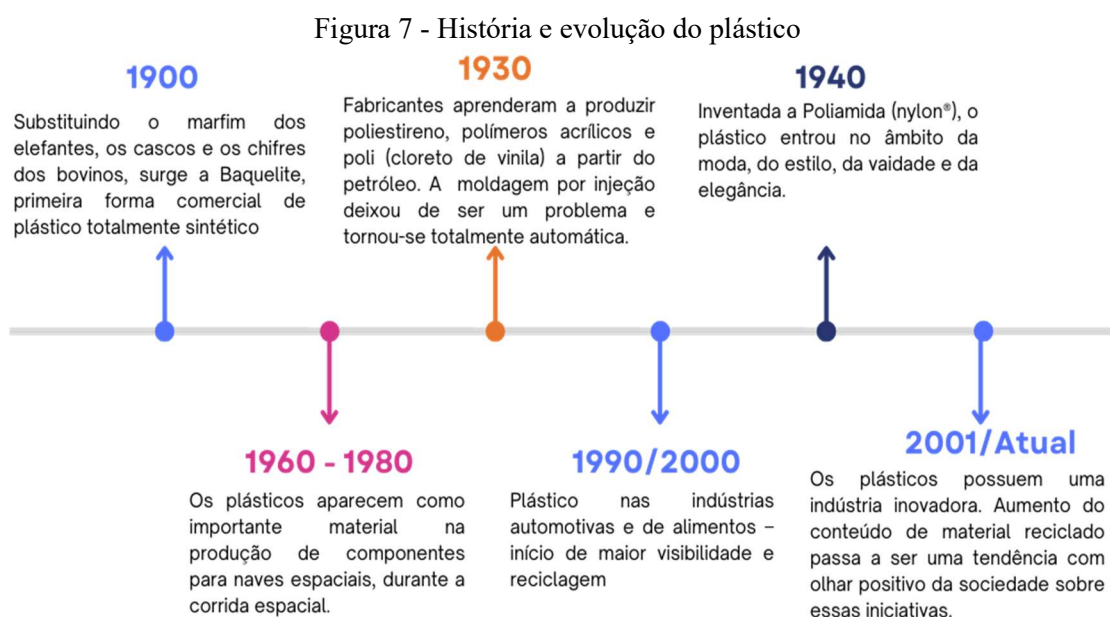 Figura 7 - História e evolução do plástico
1900
Substituindo o marfim dos
elefantes, os cascos e os chifres
dos bovinos, surge a Baquelite,
primeira forma comercial de
plástico totalmente sintético
1930
Fabricantes aprenderam a produzir
poliestireno, polímeros acrílicos e
poli (cloreto de vinila) a partir do
petróleo. A moldagem por injeção
deixou de ser um problema e
tornou-se totalmente automática.
1940
Inventada a Poliamida (nylon®), o
plástico entrou no âmbito da
moda, do estilo, da vaidade e da
elegância.
1960 - 1980
Os plásticos aparecem como
importante material na
produção de componentes
para naves espaciais, durante a
corrida espacial.
1990/2000
Plástico nas indústrias
automotivas e de alimentos –
início de maior visibilidade e
reciclagem
2001/Atual
Os plásticos possuem uma
indústria inovadora. Aumento do
conteúdo de material reciclado
passa a ser uma tendência com
olhar positivo da sociedade sobre
essas iniciativas.